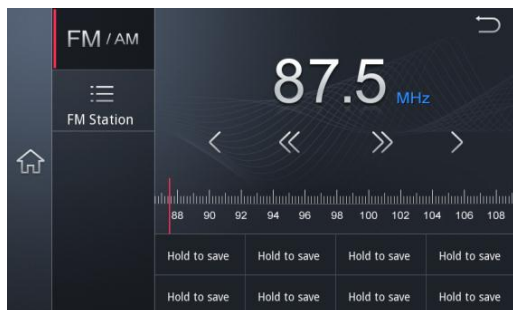 FM / AM
FM Station
87.5 MHz
88 90 92 94 96 98 100 102 104 106 108
Hold to save Hold to save Hold to save Hold to save
Hold to save Hold to save Hold to save Hold to save